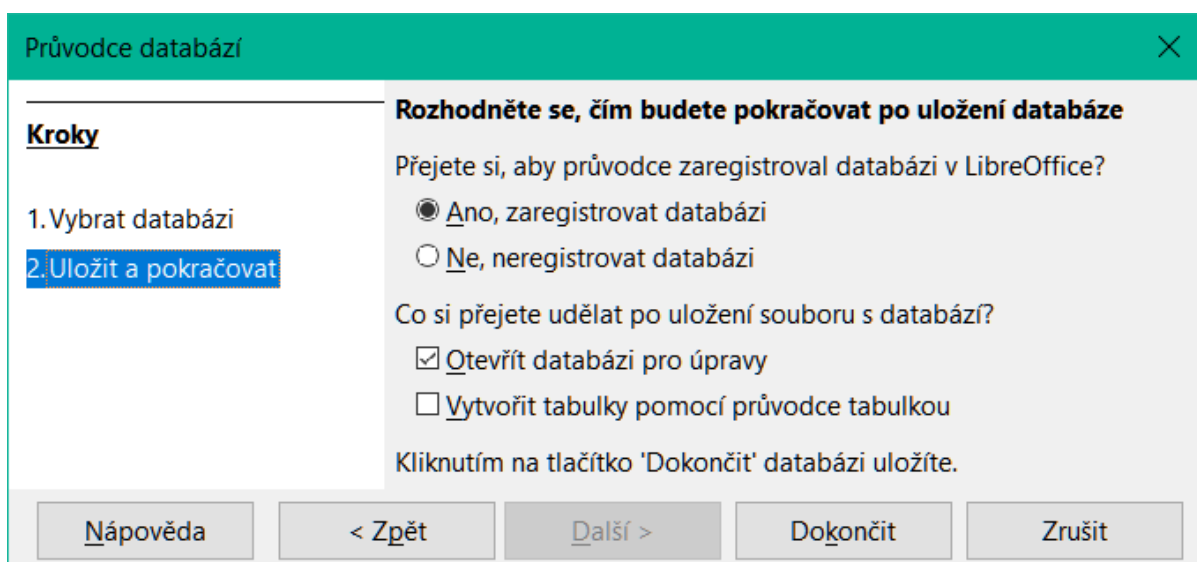 Průvodce databází
Kroky
1. Vybrat databázi
2. Uložit a pokračovat
Rozhodněte se, čím budete pokračovat po uložení databáze
Přejete si, aby průvodce zaregistroval databázi v LibreOffice?
Ano, zaregistrovat databázi
Ne, neregistrovat databázi
Co si přejete udělat po uložení souboru s databází?
Otevřít databázi pro úpravy
Vytvořit tabulky pomocí průvodce tabulkou
Kliknutím na tlačítko 'Dokončit' databázi uložíte.
Nápověda < Zpět Další > Dokončit Zrušit